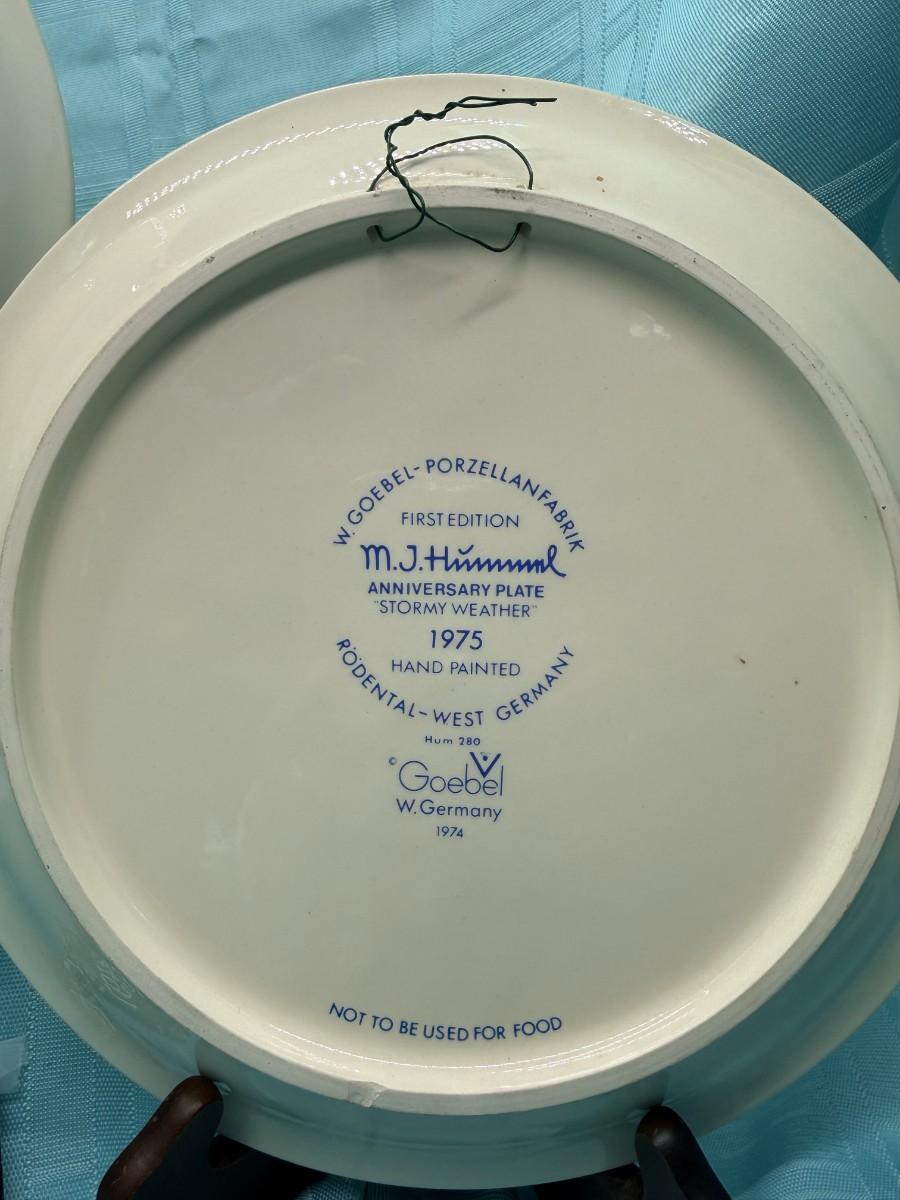 W. GOEBEL-PORZELLANFABRIK
FIRST EDITION
M.J.Hummel
ANNIVERSARY PLATE
"STORMY WEATHER"
1975
HAND PAINTED
RÖDENTAL-WEST GERMANY
Hum 280
© Goebel
W.Germany
1974
NOT TO BE USED FOR FOOD